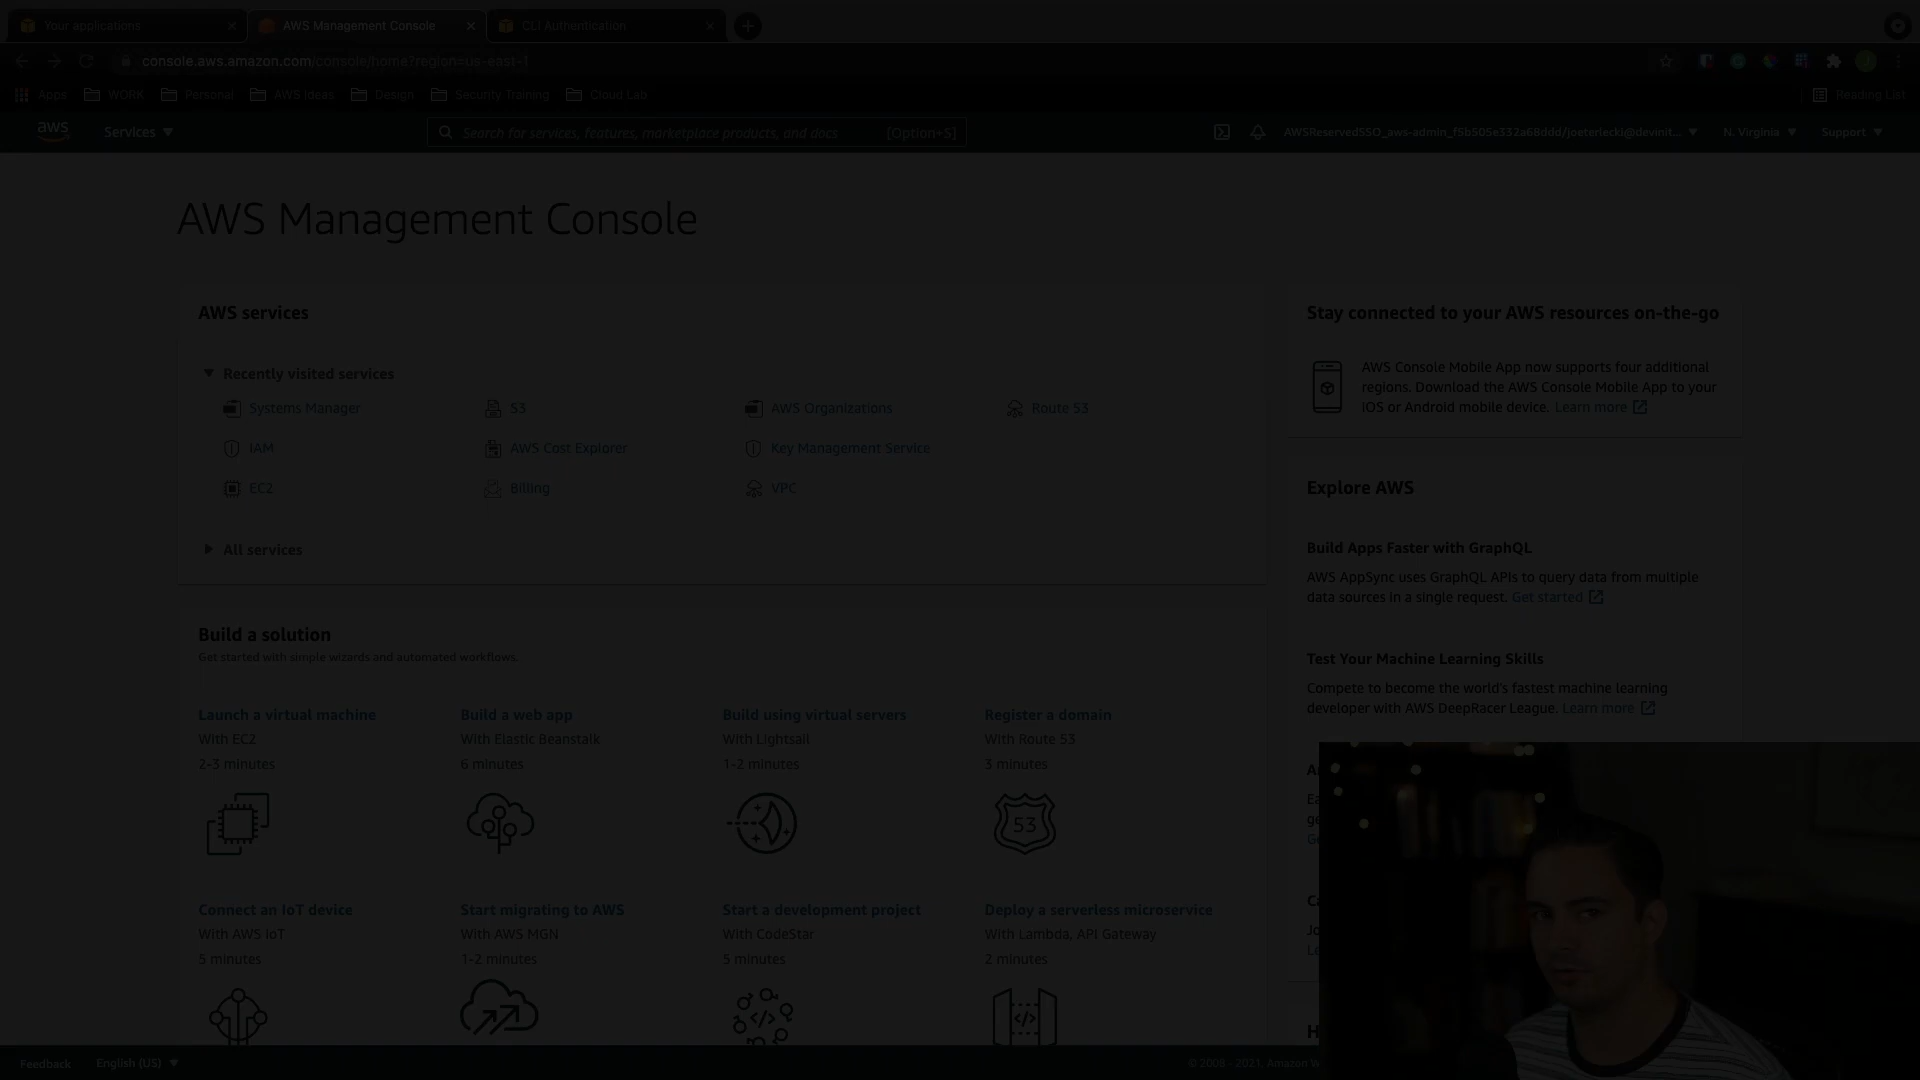 Your applications
AWS Management Console
CLI Authentication
console.aws.amazon.com/console/home?region=us-east-1
Apps
WORK
Personal
AWS Ideas
Design
Security Training
Cloud Lab
Reading List
aws
Services
Search for services, features, marketplace products, and docs
[Option+S]
N. Virginia
Support
AWS Management Console
AWS services
Recently visited services
Systems Manager
S3
AWS Organizations
Route 53
IAM
AWS Cost Explorer
Key Management Service
EC2
Billing
VPC
All services
Build a solution
Get started with simple wizards and automated workflows.
Launch a virtual machine
With EC2
2-3 minutes
Build a web app
With Elastic Beanstalk
6 minutes
Build using virtual servers
With Lightsail
1-2 minutes
Register a domain
With Route 53
3 minutes
53
Connect an IoT device
With AWS IoT
5 minutes
Start migrating to AWS
With AWS MGN
1-2 minutes
Start a development project
With CodeStar
5 minutes
Deploy a serverless microservice
With Lambda, API Gateway
2 minutes
Stay connected to your AWS resources on-the-go
AWS Console Mobile App now supports four additional
regions. Download the AWS Console Mobile App to your
iOS or Android mobile device. Learn more
Explore AWS
Build Apps Faster with GraphQL
AWS AppSync uses GraphQL APIs to query data from multiple
data sources in a single request. Get started
Test Your Machine Learning Skills
Compete to become the world's fastest machine learning
developer with AWS DeepRacer League. Learn more
Feedback
English (US)
© 2008 - 2021, Amazon W